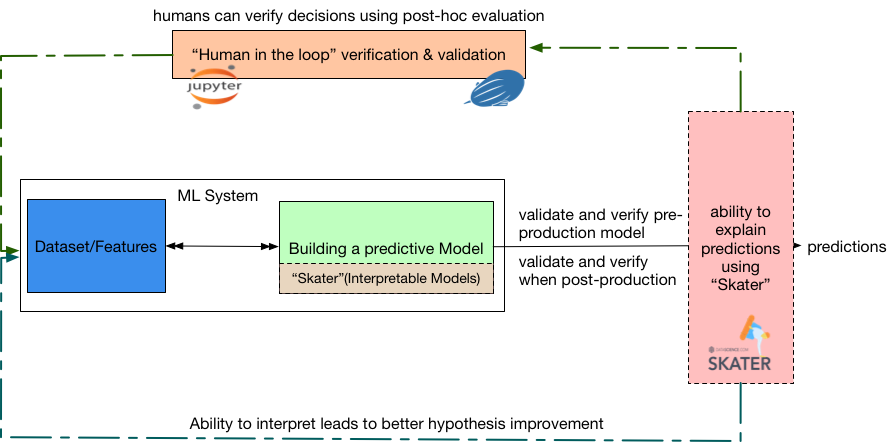 humans can verify decisions using post-hoc evaluation
“Human in the loop” verification & validation
jupyter
ML System
Dataset/Features
Building a predictive Model
“Skater”(Interpretable Models)
validate and verify pre-
production model
validate and verify
when post-production
ability to
explain
predictions
using
“Skater”
SKATER
predictions
Ability to interpret leads to better hypothesis improvement